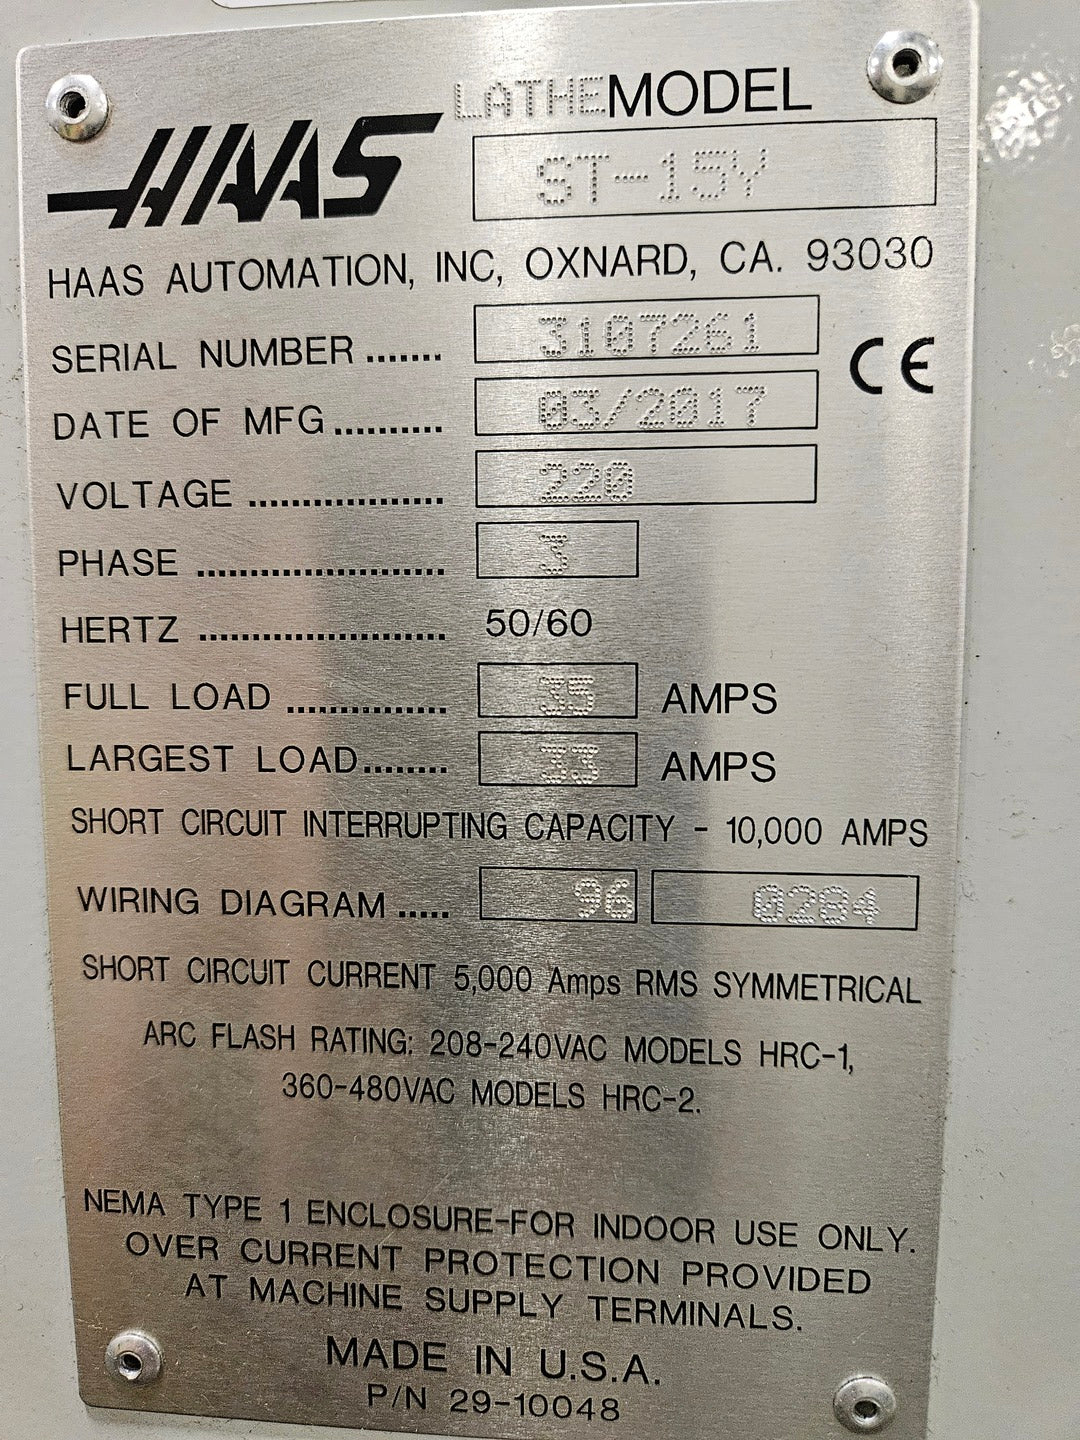 LATHE MODEL
HAAS
ST-15Y
HAAS AUTOMATION, INC, OXNARD, CA. 93030
SERIAL NUMBER ....... 3107261
CE
DATE OF MFG.......... 03/2017
VOLTAGE ................. 220
PHASE ...................... 3
HERTZ ...................... 50/60
FULL LOAD .............. 35 AMPS
LARGEST LOAD........ 33 AMPS
SHORT CIRCUIT INTERRUPTING CAPACITY - 10,000 AMPS
WIRING DIAGRAM ..... 96 0284
SHORT CIRCUIT CURRENT 5,000 Amps RMS SYMMETRICAL
ARC FLASH RATING: 208-240VAC MODELS HRC-1,
360-480VAC MODELS HRC-2.
NEMA TYPE 1 ENCLOSURE-FOR INDOOR USE ONLY.
OVER CURRENT PROTECTION PROVIDED
AT MACHINE SUPPLY TERMINALS.
MADE IN U.S.A.
P/N 29-10048